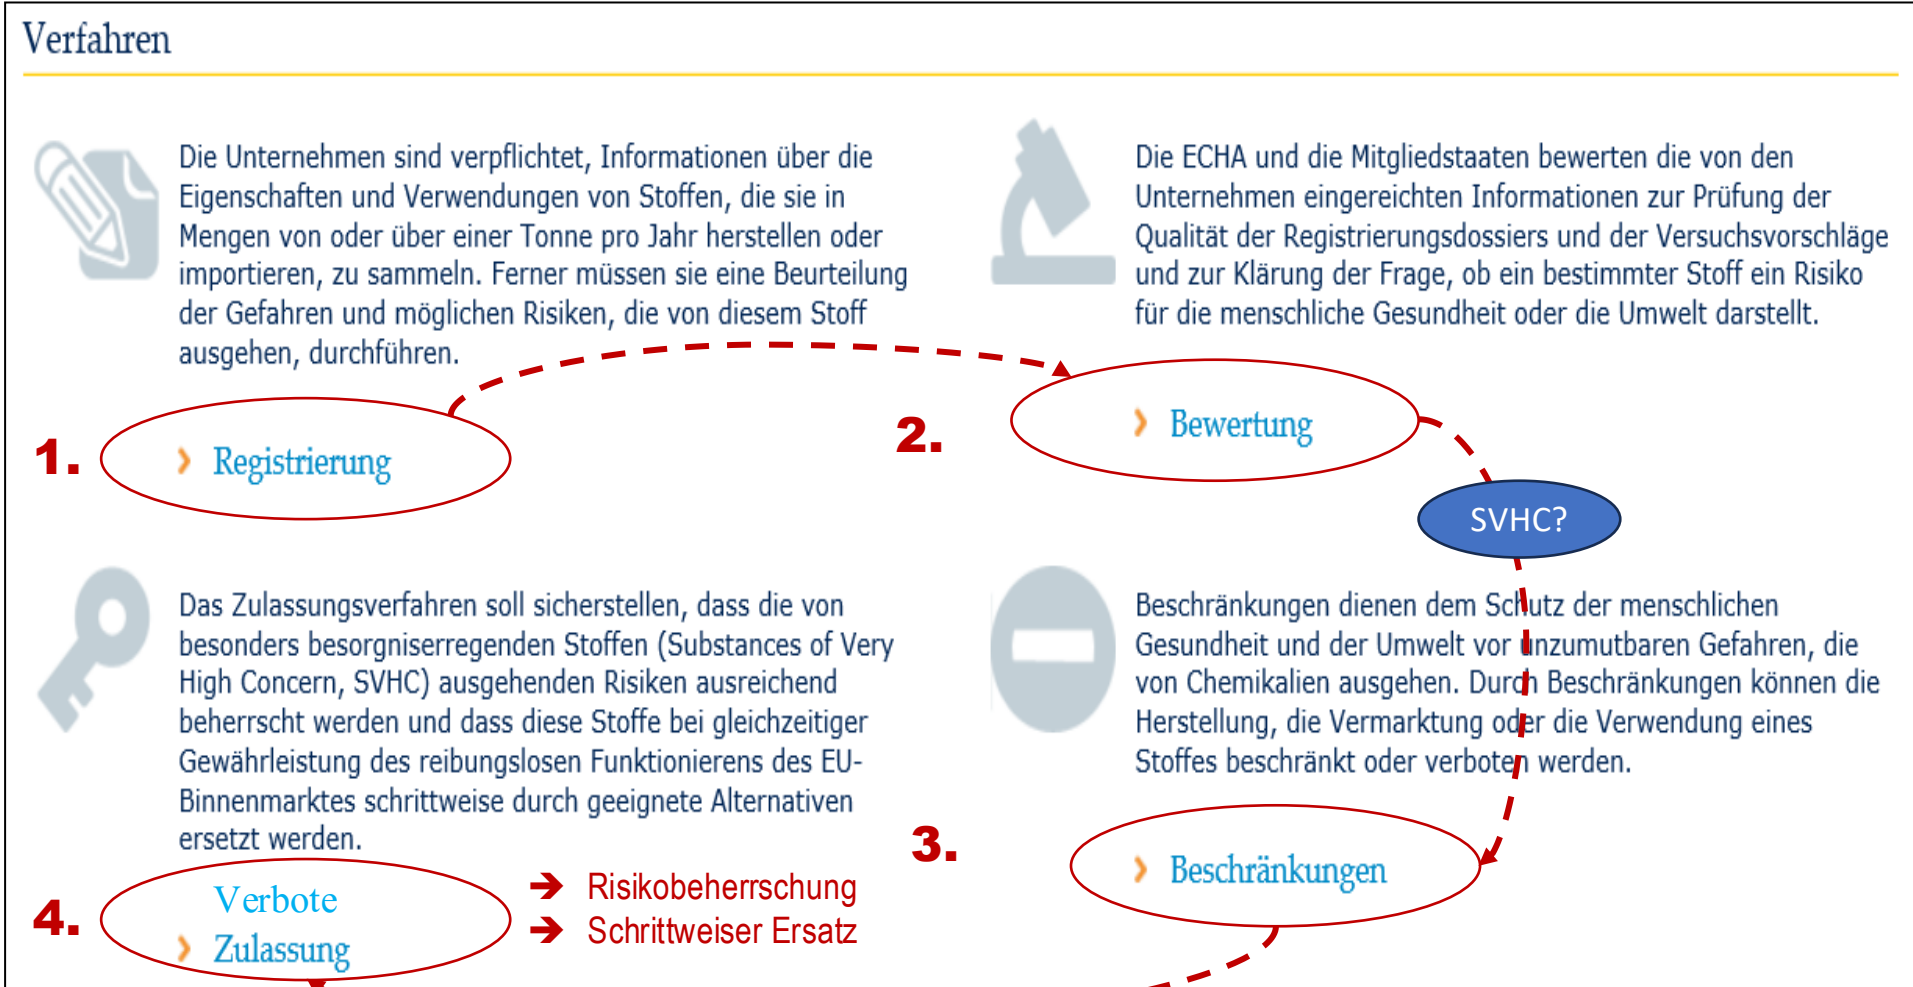 Verfahren
Die Unternehmen sind verpflichtet, Informationen über die
Eigenschaften und Verwendungen von Stoffen, die sie in
Mengen von oder über einer Tonne pro Jahr herstellen oder
importieren, zu sammeln. Ferner müssen sie eine Beurteilung
der Gefahren und möglichen Risiken, die von diesem Stoff
ausgehen, durchführen.
1.
Registrierung
Die ECHA und die Mitgliedstaaten bewerten die von den
Unternehmen eingereichten Informationen zur Prüfung der
Qualität der Registrierungsdossiers und der Versuchsvorschläge
und zur Klärung der Frage, ob ein bestimmter Stoff ein Risiko
für die menschliche Gesundheit oder die Umwelt darstellt.
2.
Bewertung
SVHC?
Beschränkungen dienen dem Schutz der menschlichen
Gesundheit und der Umwelt vor unzumutbaren Gefahren, die
von Chemikalien ausgehen. Durch Beschränkungen können die
Herstellung, die Vermarktung oder die Verwendung eines
Stoffes beschränkt oder verboten werden.
3.
Beschränkungen
Das Zulassungsverfahren soll sicherstellen, dass die von
besonders besorgniserregenden Stoffen (Substances of Very
High Concern, SVHC) ausgehenden Risiken ausreichend
beherrscht werden und dass diese Stoffe bei gleichzeitiger
Gewährleistung des reibungslosen Funktionierens des EU-
Binnenmarktes schrittweise durch geeignete Alternativen
ersetzt werden.
4.
Verbote
Zulassung
➔ Risikobeherrschung
➔ Schrittweiser Ersatz